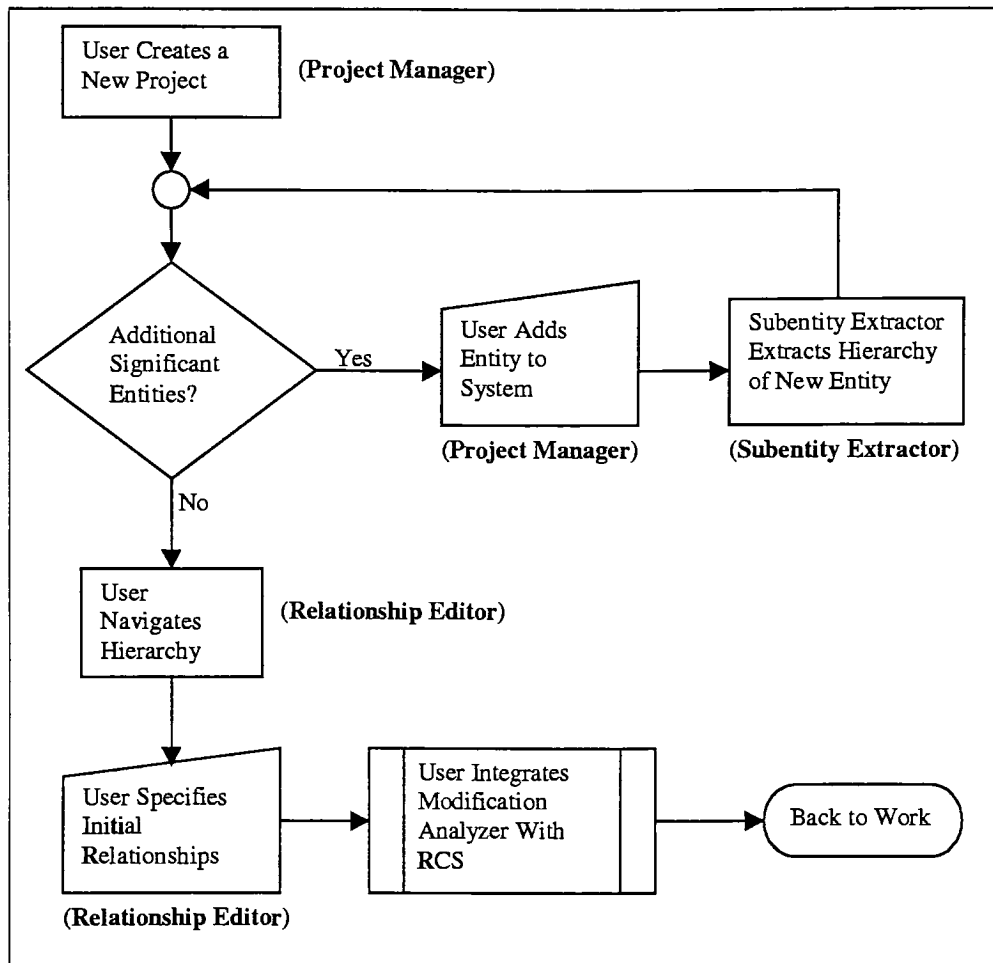 User Creates a
New Project
(Project Manager)
Additional
Significant
Entities?
Yes
User Adds
Entity to
System
(Project Manager)
Subentity Extractor
Extracts Hierarchy
of New Entity
(Subentity Extractor)
No
User
Navigates
Hierarchy
(Relationship Editor)
User Specifies
Initial
Relationships
(Relationship Editor)
User Integrates
Modification
Analyzer With
RCS
Back to Work